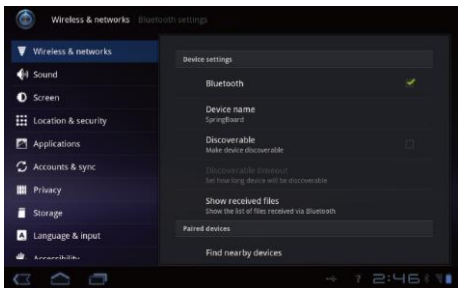 Wireless & networks Bluetooth settings
Wireless & networks
Sound
Screen
Location & security
Applications
Accounts & sync
Privacy
Storage
Language & input
Accessibility
Device settings
Bluetooth
Device name
SpringBoard
Discoverable
Make device discoverable
Discoverable timeout
Set how long device will be discoverable
Show received files
Show the list of files received via Bluetooth
Paired devices
Find nearby devices
? 2:46